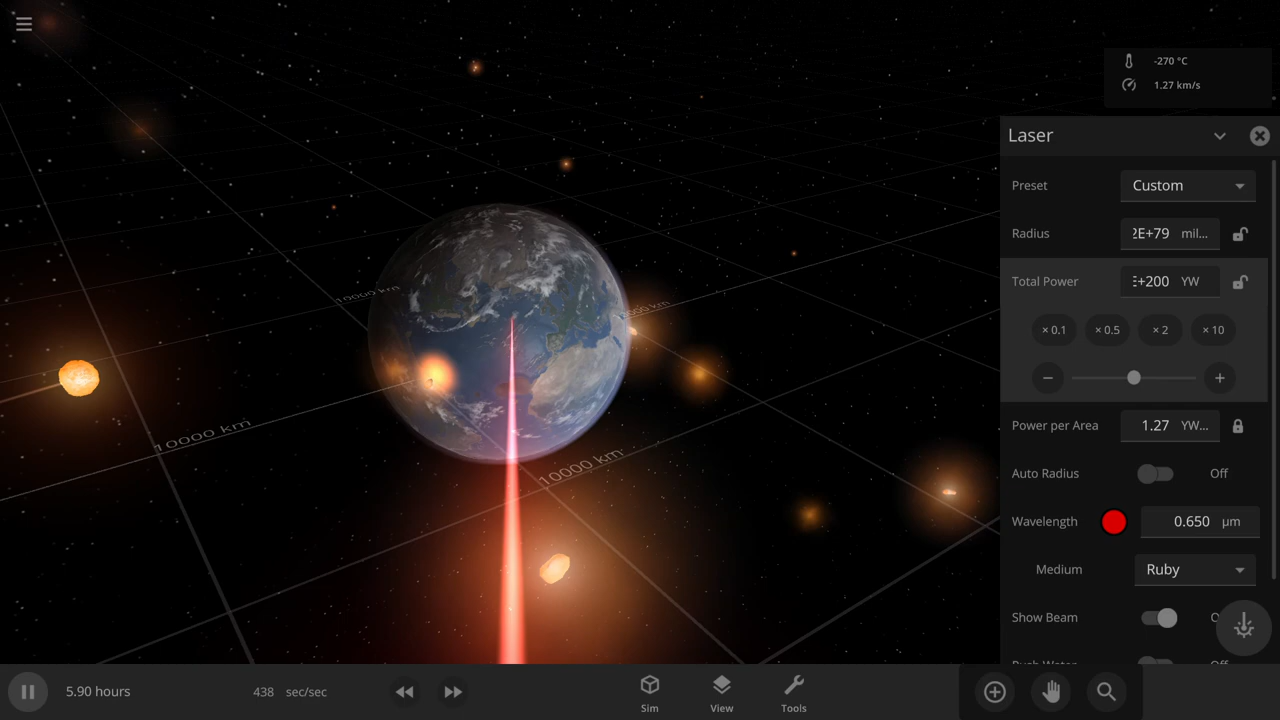 -270 °C
1.27 km/s
Laser
Preset Custom
Radius 2E+79 mil...
Total Power E+200 YW
× 0.1 × 0.5 × 2 × 10
Power per Area 1.27 YW...
Auto Radius Off
Wavelength 0.650 µm
Medium Ruby
Show Beam
Off
10000 km
10000 km
10000 km
5.90 hours 438 sec/sec
Sim View Tools